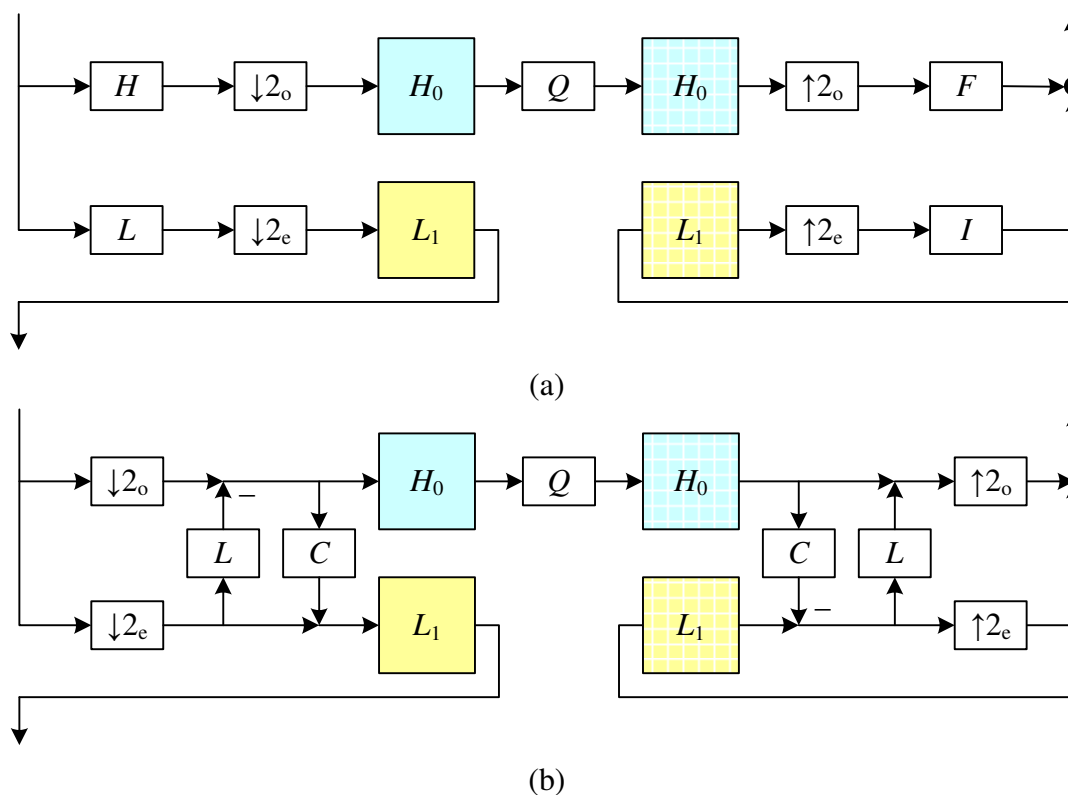 H ↓2ₒ H₀ Q H₀ ↑2ₒ F
L ↓2ₑ L₁ L₁ ↑2ₑ I
(a)
↓2ₒ – H₀ Q H₀ ↑2ₒ
L C C L
↓2ₑ L₁ L₁ – ↑2ₑ
(b)